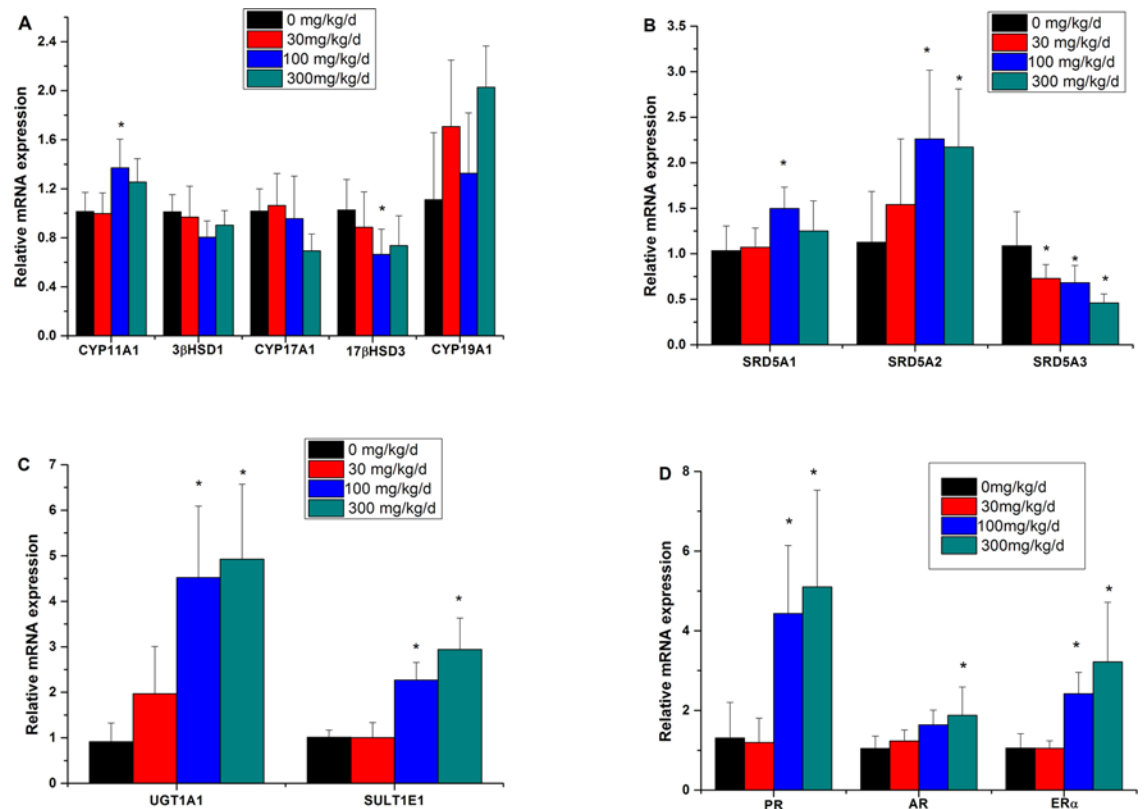 A
0 mg/kg/d
30mg/kg/d
100 mg/kg/d
300mg/kg/d
Relative mRNA expression
2.4
2.0
1.6
1.2
0.8
0.4
0.0
*
*
CYP11A1 3βHSD1 CYP17A1 17βHSD3 CYP19A1
B
0 mg/kg/d
30 mg/kg/d
100 mg/kg/d
300 mg/kg/d
Relative mRNA expression
3.5
3.0
2.5
2.0
1.5
1.0
0.5
0.0
*
*
*
*
*
*
SRD5A1 SRD5A2 SRD5A3
C
0 mg/kg/d
30 mg/kg/d
100 mg/kg/d
300 mg/kg/d
Relative mRNA expression
7
6
5
4
3
2
1
0
*
*
*
*
UGT1A1 SULT1E1
D
0mg/kg/d
30mg/kg/d
100mg/kg/d
300mg/kg/d
Relative mRNA expression
8
6
4
2
0
*
*
*
*
*
PR AR ERα